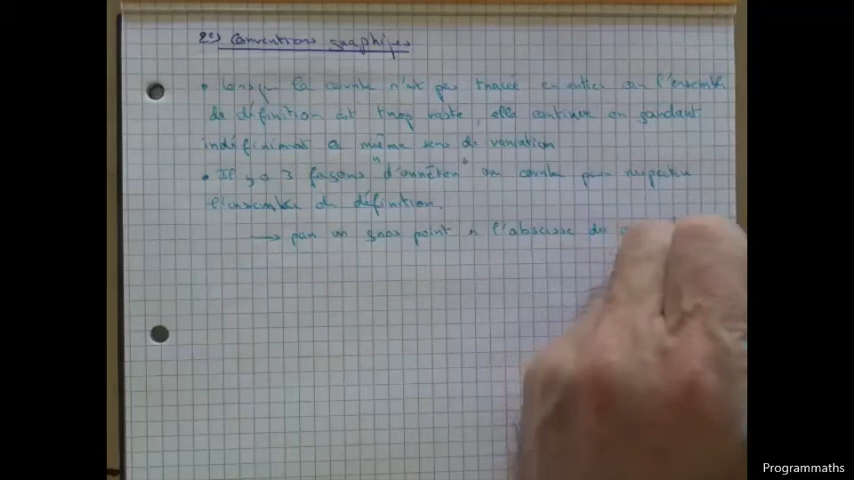 2°) Conventions graphiques
• Lorsque la courbe n'est pas tracée en entier car l'ensemble
de définition est trop vaste, elle continue en gardant
indéfiniment le même sens de variation
• Il y a 3 façons "d'arrêter" une courbe pour respecter
l'ensemble de définition.
→ par un gros point si l'abscisse du
Programmaths